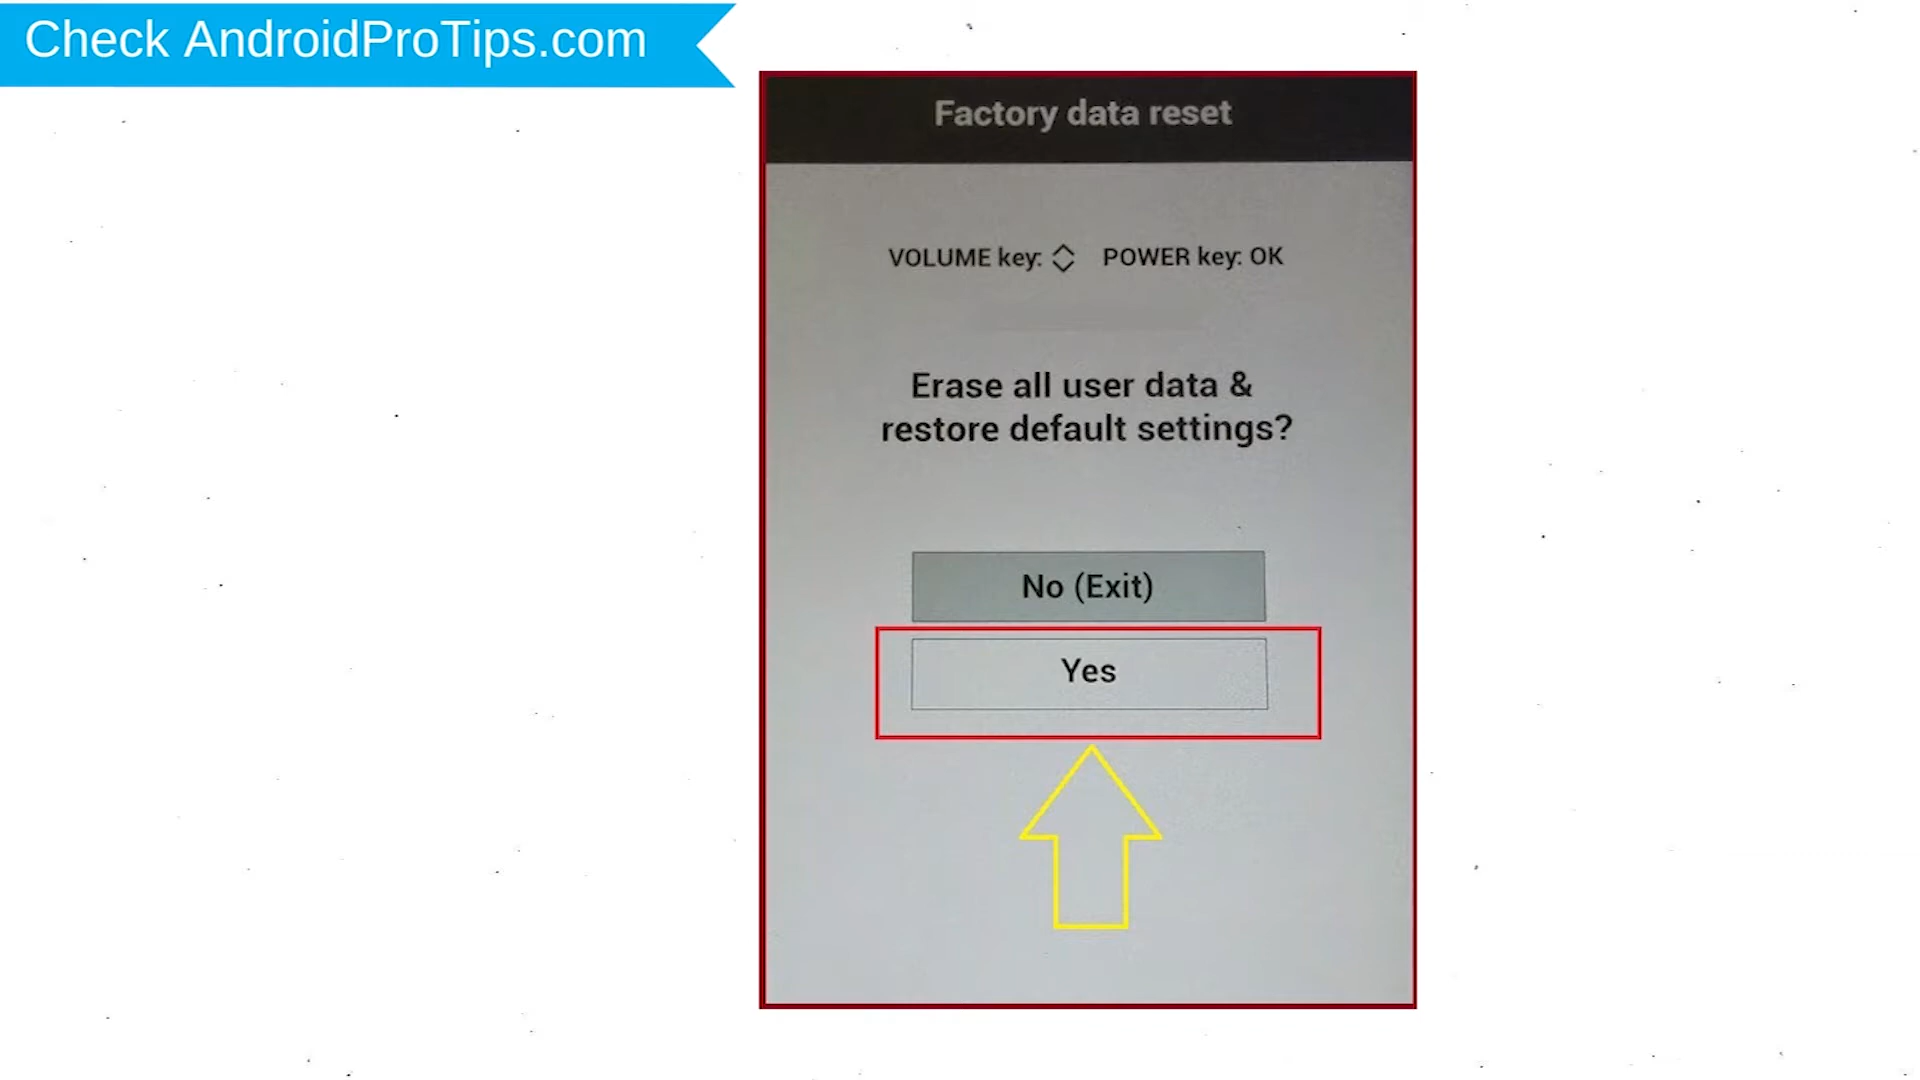 Check AndroidProTips.com
Factory data reset
VOLUME key: POWER key: OK
Erase all user data &
restore default settings?
No (Exit)
Yes